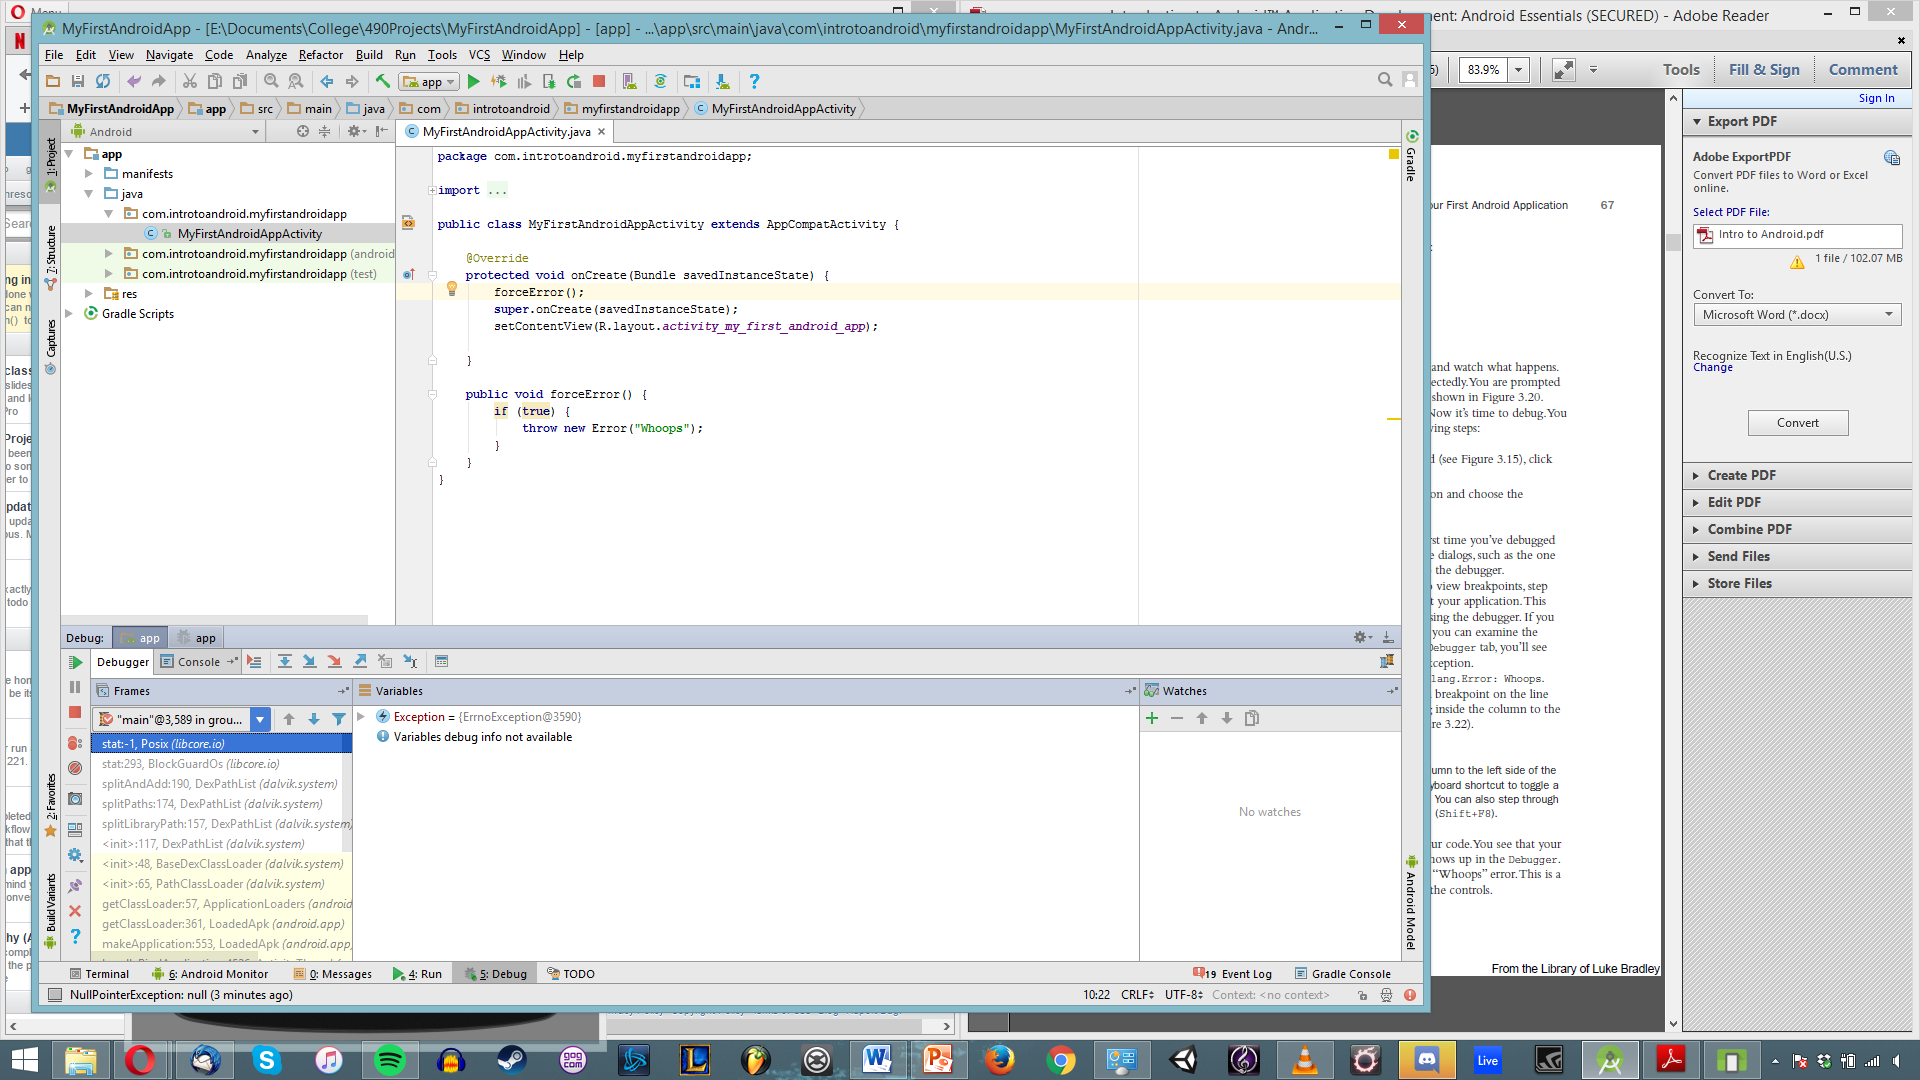 MyFirstAndroidApp - [E:\Documents\College\490Projects\MyFirstAndroidApp] - [app] - ...\app\src\main\java\com\introtoandroid\myfirstandroidapp\MyFirstAndroidAppActivity.java - Andr...
File Edit View Navigate Code Analyze Refactor Build Run Tools VCS Window Help
app
MyFirstAndroidApp app src main java com introtoandroid myfirstandroidapp MyFirstAndroidAppActivity
Android
MyFirstAndroidAppActivity.java
1: Project
7: Structure
Captures
2: Favorites
Build Variants
app
manifests
java
com.introtoandroid.myfirstandroidapp
MyFirstAndroidAppActivity
com.introtoandroid.myfirstandroidapp (android
com.introtoandroid.myfirstandroidapp (test)
res
Gradle Scripts
package com.introtoandroid.myfirstandroidapp;
import ...
public class MyFirstAndroidAppActivity extends AppCompatActivity {
@Override
protected void onCreate(Bundle savedInstanceState) {
forceError();
super.onCreate(savedInstanceState);
setContentView(R.layout.activity_my_first_android_app);
}
public void forceError() {
if (true) {
throw new Error("Whoops");
}
}
}
Gradle
Android Model
Debug: app app
Debugger Console
Frames
Variables
Watches
"main"@3,589 in grou...
Exception = {ErrnoException@3590}
Variables debug info not available
No watches
stat:-1, Posix (libcore.io)
stat:293, BlockGuardOs (libcore.io)
splitAndAdd:190, DexPathList (dalvik.system)
splitPaths:174, DexPathList (dalvik.system)
splitLibraryPath:157, DexPathList (dalvik.system)
<init>:117, DexPathList (dalvik.system)
<init>:48, BaseDexClassLoader (dalvik.system)
<init>:65, PathClassLoader (dalvik.system)
getClassLoader:57, ApplicationLoaders (android
getClassLoader:361, LoadedApk (android.app)
makeApplication:553, LoadedApk (android.app)
Terminal 6: Android Monitor 0: Messages 4: Run 5: Debug TODO 19 Event Log Gradle Console
NullPointerException: null (3 minutes ago)
10:22 CRLF UTF-8 Context: <no context>
ment: Android Essentials (SECURED) - Adobe Reader
83.9%
Tools Fill & Sign Comment
Sign In
Export PDF
Adobe ExportPDF
Convert PDF files to Word or Excel
online.
Select PDF File:
Intro to Android.pdf
1 file / 102.07 MB
Convert To:
Microsoft Word (*.docx)
Recognize Text in English(U.S.)
Change
Convert
Create PDF
Edit PDF
Combine PDF
Send Files
Store Files
our First Android Application 67
and watch what happens.
ectedly. You are prompted
shown in Figure 3.20.
Now it's time to debug. You
ving steps:
d (see Figure 3.15), click
on and choose the
rst time you've debugged
e dialogs, such as the one
the debugger.
view breakpoints, step
t your application. This
sing the debugger. If you
you can examine the
Debugger tab, you'll see
xception.
lang.Error: Whoops.
breakpoint on the line
inside the column to the
re 3.22).
umn to the left side of the
yboard shortcut to toggle a
You can also step through
(Shift+F8).
ur code. You see that your
hows up in the Debugger.
"Whoops" error. This is a
the controls.
From the Library of Luke Bradley
Live
gog
com